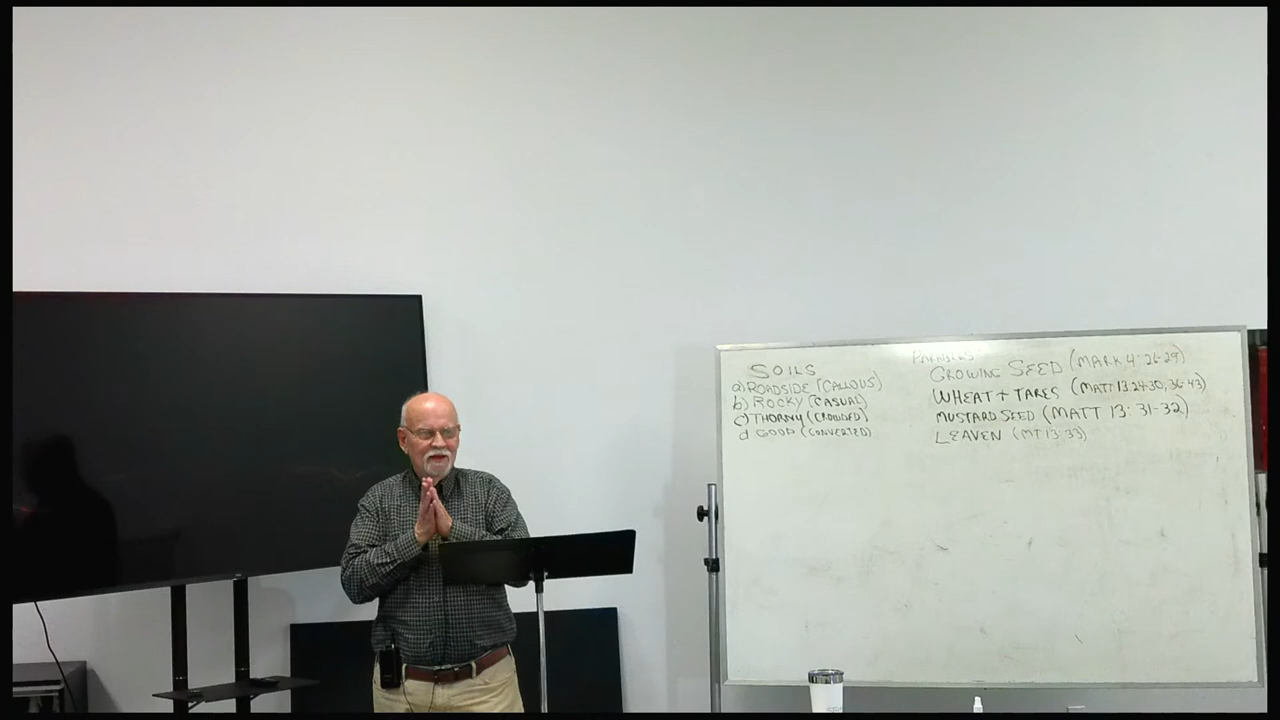 SOILS
a) ROADSIDE (CALLOUS)
b) ROCKY (CASUAL)
c) THORNY (CROWDED)
d GOOD (CONVERTED)
PARABLES
GROWING SEED (MARK 4:26-29)
WHEAT + TARES (MATT 13:24-30, 36-43)
MUSTARD SEED (MATT 13:31-32)
LEAVEN (MT 13:33)